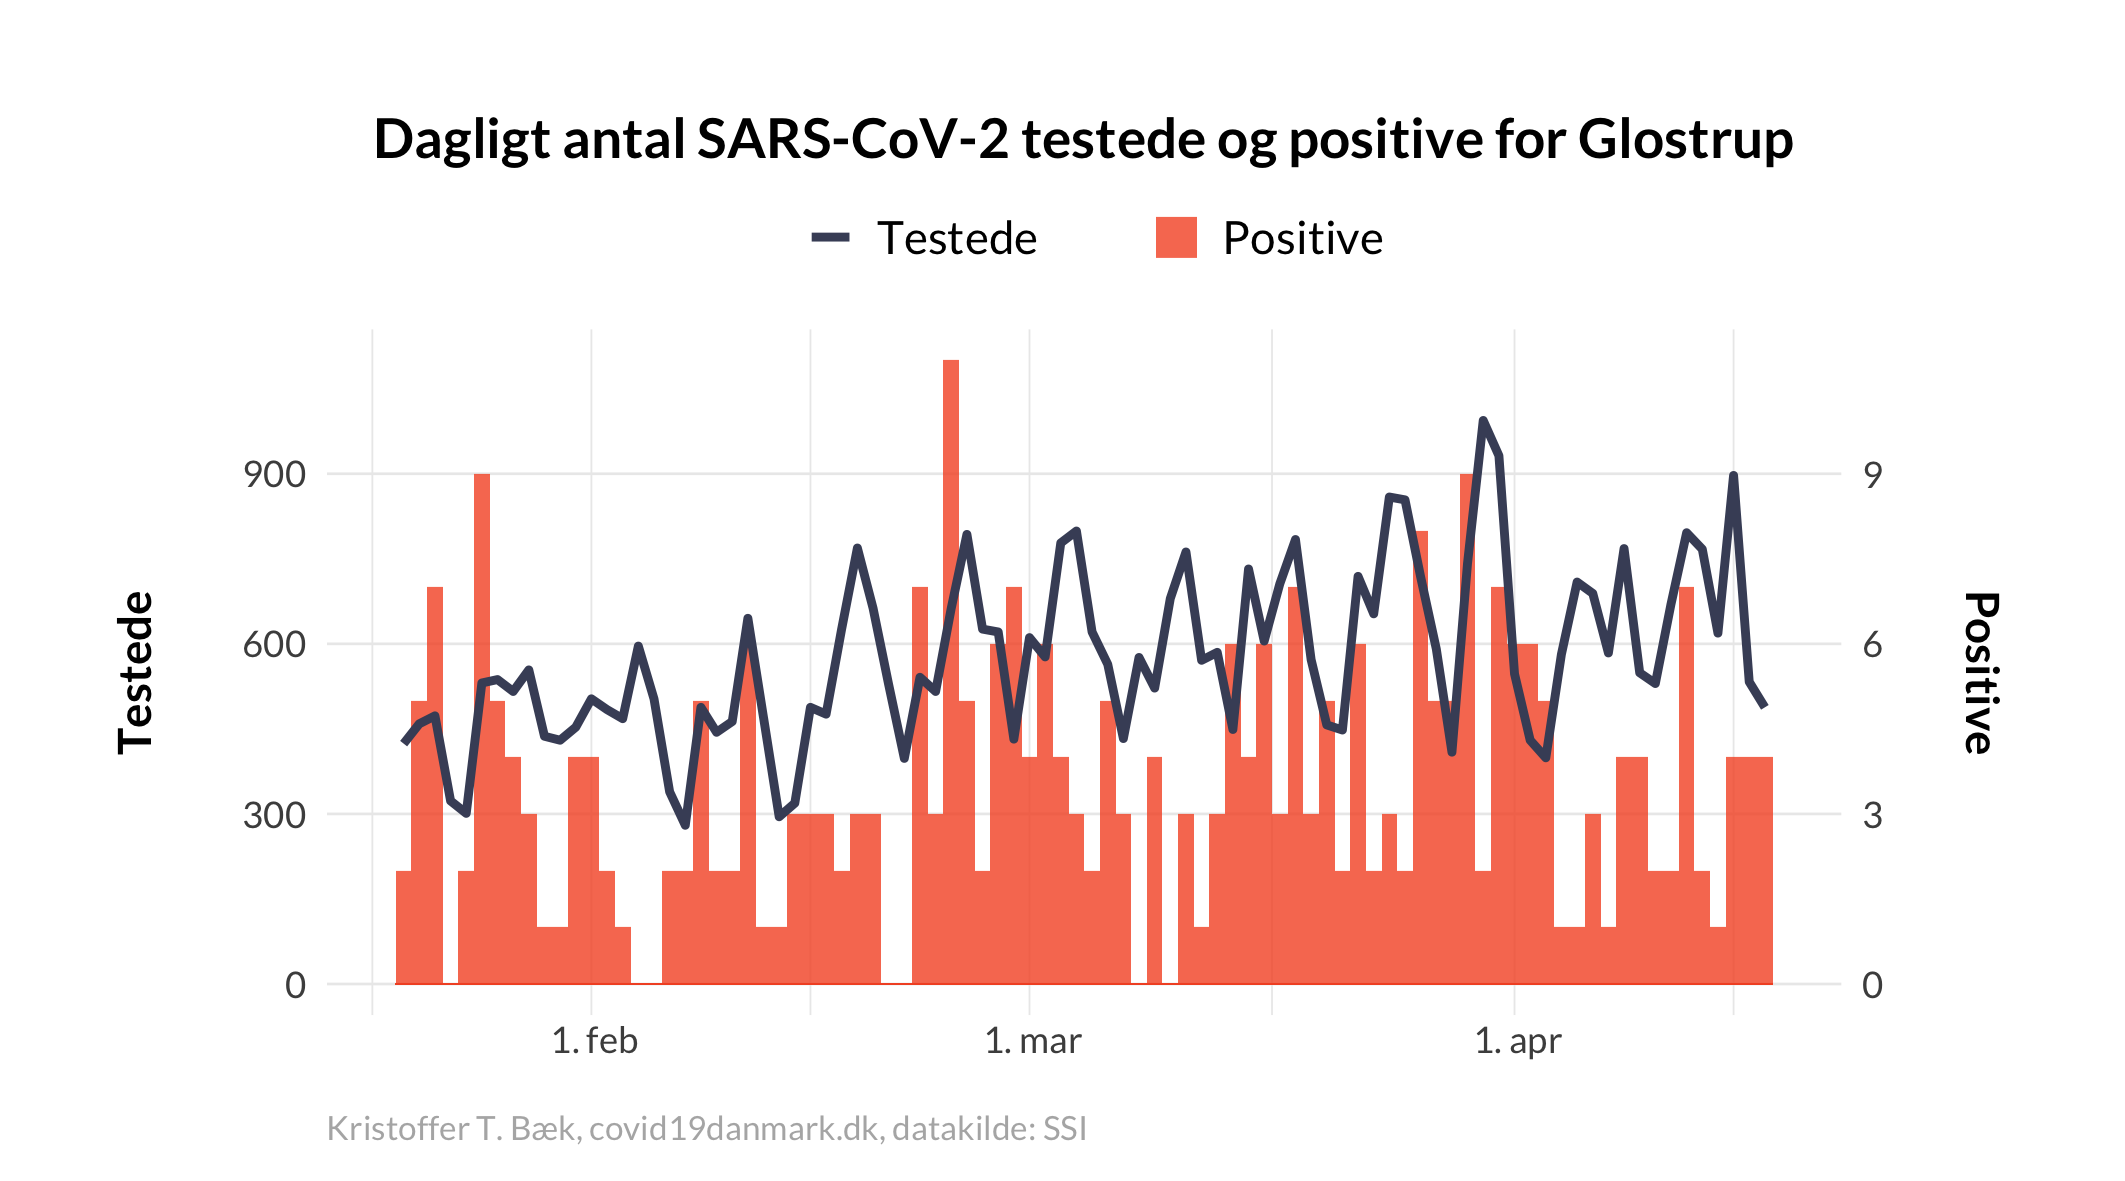 Dagligt antal SARS-CoV-2 testede og positive for Glostrup
Testede
Positive
900
600
300
0
9
6
3
0
Testede
Positive
1. feb
1. mar
1. apr
Kristoffer T. Bæk, covid19danmark.dk, datakilde: SSI